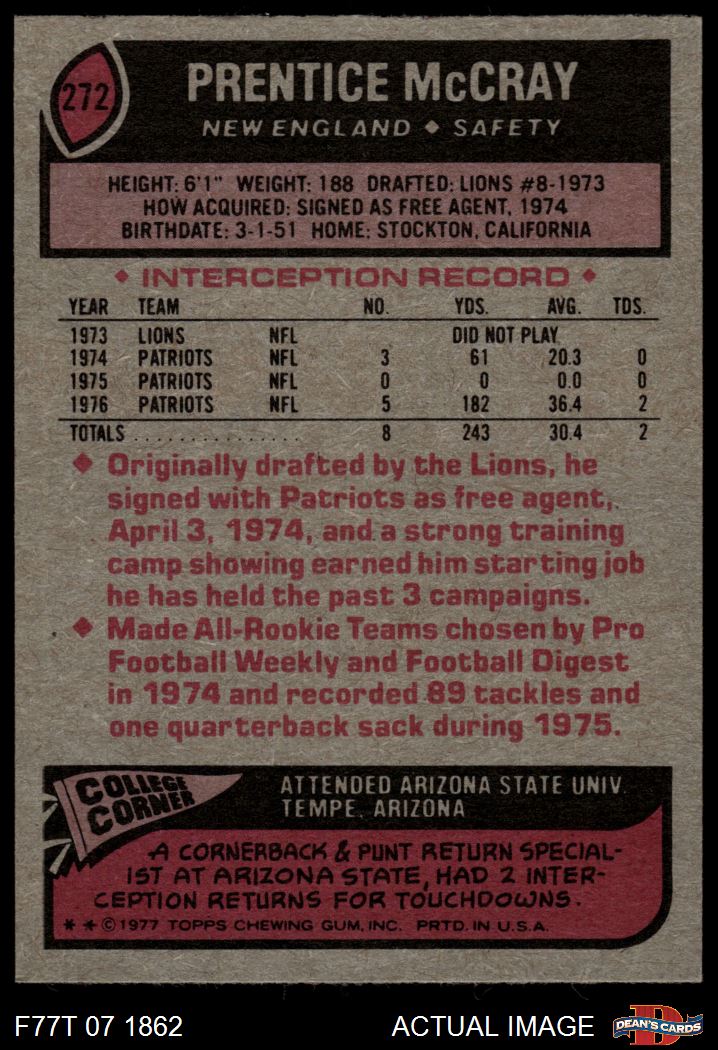 272
PRENTICE McCRAY
NEW ENGLAND ◆ SAFETY
HEIGHT: 6'1" WEIGHT: 188 DRAFTED: LIONS #8-1973
HOW ACQUIRED: SIGNED AS FREE AGENT, 1974
BIRTHDATE: 3-1-51 HOME: STOCKTON, CALIFORNIA
◆ INTERCEPTION RECORD ◆
YEAR TEAM NO. YDS. AVG. TDS.
1973 LIONS NFL DID NOT PLAY
1974 PATRIOTS NFL 3 61 20.3 0
1975 PATRIOTS NFL 0 0 0.0 0
1976 PATRIOTS NFL 5 182 36.4 2
TOTALS ................ 8 243 30.4 2
◆ Originally drafted by the Lions, he
signed with Patriots as free agent,
April 3, 1974, and a strong training
camp showing earned him starting job
he has held the past 3 campaigns.
◆ Made All-Rookie Teams chosen by Pro
Football Weekly and Football Digest
in 1974 and recorded 89 tackles and
one quarterback sack during 1975.
COLLEGE
CORNER
ATTENDED ARIZONA STATE UNIV.
TEMPE, ARIZONA
A CORNERBACK & PUNT RETURN SPECIAL-
IST AT ARIZONA STATE, HAD 2 INTER-
CEPTION RETURNS FOR TOUCHDOWNS.
* * © 1977 TOPPS CHEWING GUM, INC. PRTD. IN U.S.A.
F77T 07 1862 ACTUAL IMAGE
D
DEAN'S CARDS